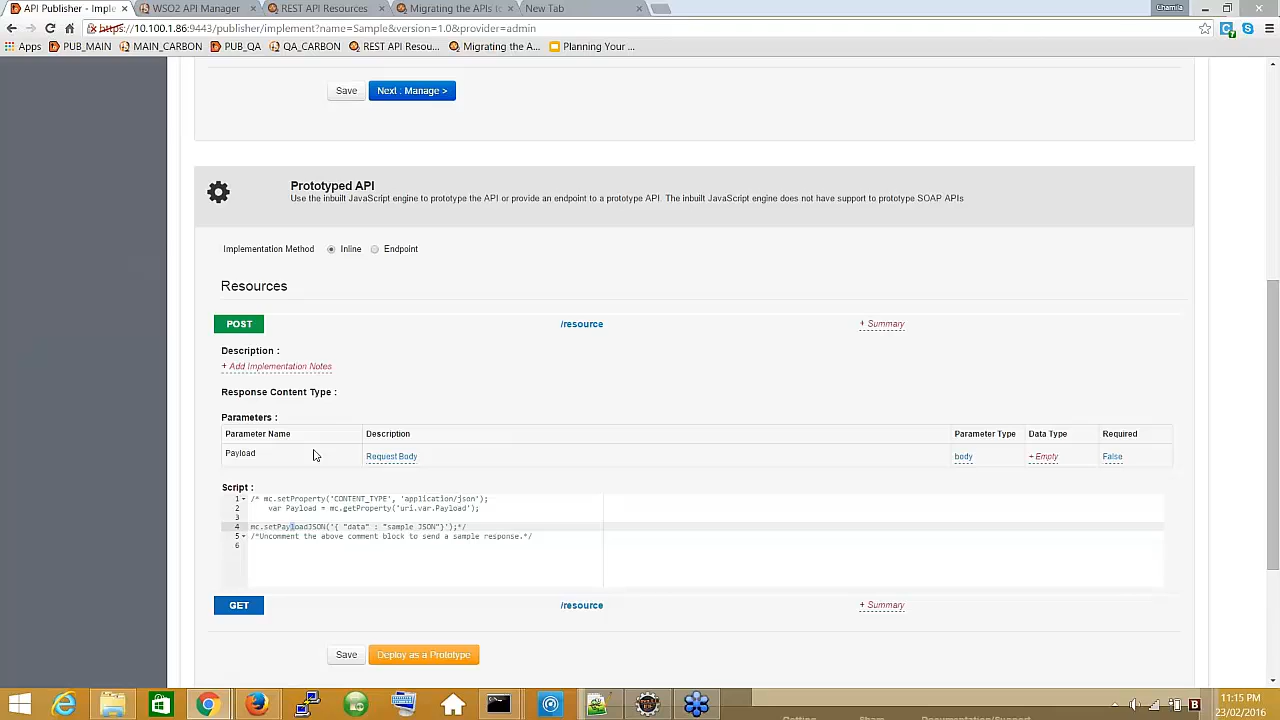 API Publisher - Imple
WSO2 API Manager
REST API Resources
Migrating the APIs to
New Tab
Chamila
https://10.100.1.86:9443/publisher/implement?name=Sample&version=1.0&provider=admin
Apps
PUB_MAIN
MAIN_CARBON
PUB_QA
QA_CARBON
REST API Resou...
Migrating the A...
Planning Your ...
Save
Next : Manage >
Prototyped API
Use the inbuilt JavaScript engine to prototype the API or provide an endpoint to a prototype API. The inbuilt JavaScript engine does not have support to prototype SOAP APIs
Implementation Method
Inline
Endpoint
Resources
POST
/resource
+ Summary
Description :
+ Add Implementation Notes
Response Content Type :
Parameters :
Parameter Name
Description
Parameter Type
Data Type
Required
Payload
Request Body
body
+ Empty
False
Script :
1 /* mc.setProperty('CONTENT_TYPE', 'application/json');
2 var Payload = mc.getProperty('uri.var.Payload');
3
4 mc.setPayloadJSON('{ "data" : "sample JSON"}');*/
5 /*Uncomment the above comment block to send a sample response.*/
6
GET
/resource
+ Summary
Save
Deploy as a Prototype
11:15 PM
23/02/2016